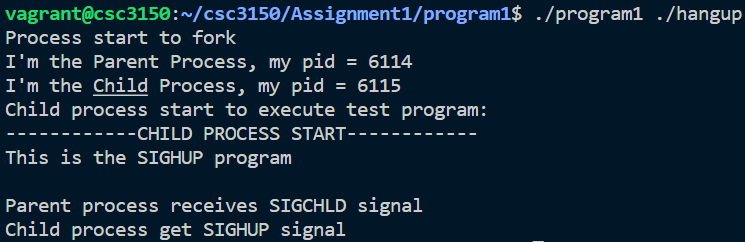 vagrant@csc3150:~/csc3150/Assignment1/program1$ ./program1 ./hangup
Process start to fork
I'm the Parent Process, my pid = 6114
I'm the Child Process, my pid = 6115
Child process start to execute test program:
------------CHILD PROCESS START------------
This is the SIGHUP program
Parent process receives SIGCHLD signal
Child process get SIGHUP signal